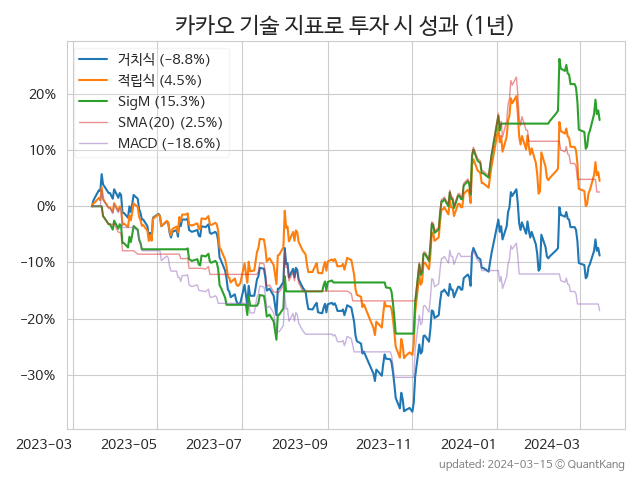 카카오 기술 지표로 투자 시 성과 (1년)
거치식 (−8.8%)
적립식 (4.5%)
SigM (15.3%)
SMA(20) (2.5%)
MACD (−18.6%)
20%
10%
0%
−10%
−20%
−30%
2023-03 2023-05 2023-07 2023-09 2023-11 2024-01 2024-03
updated: 2024-03-15 ⓒ QuantKang